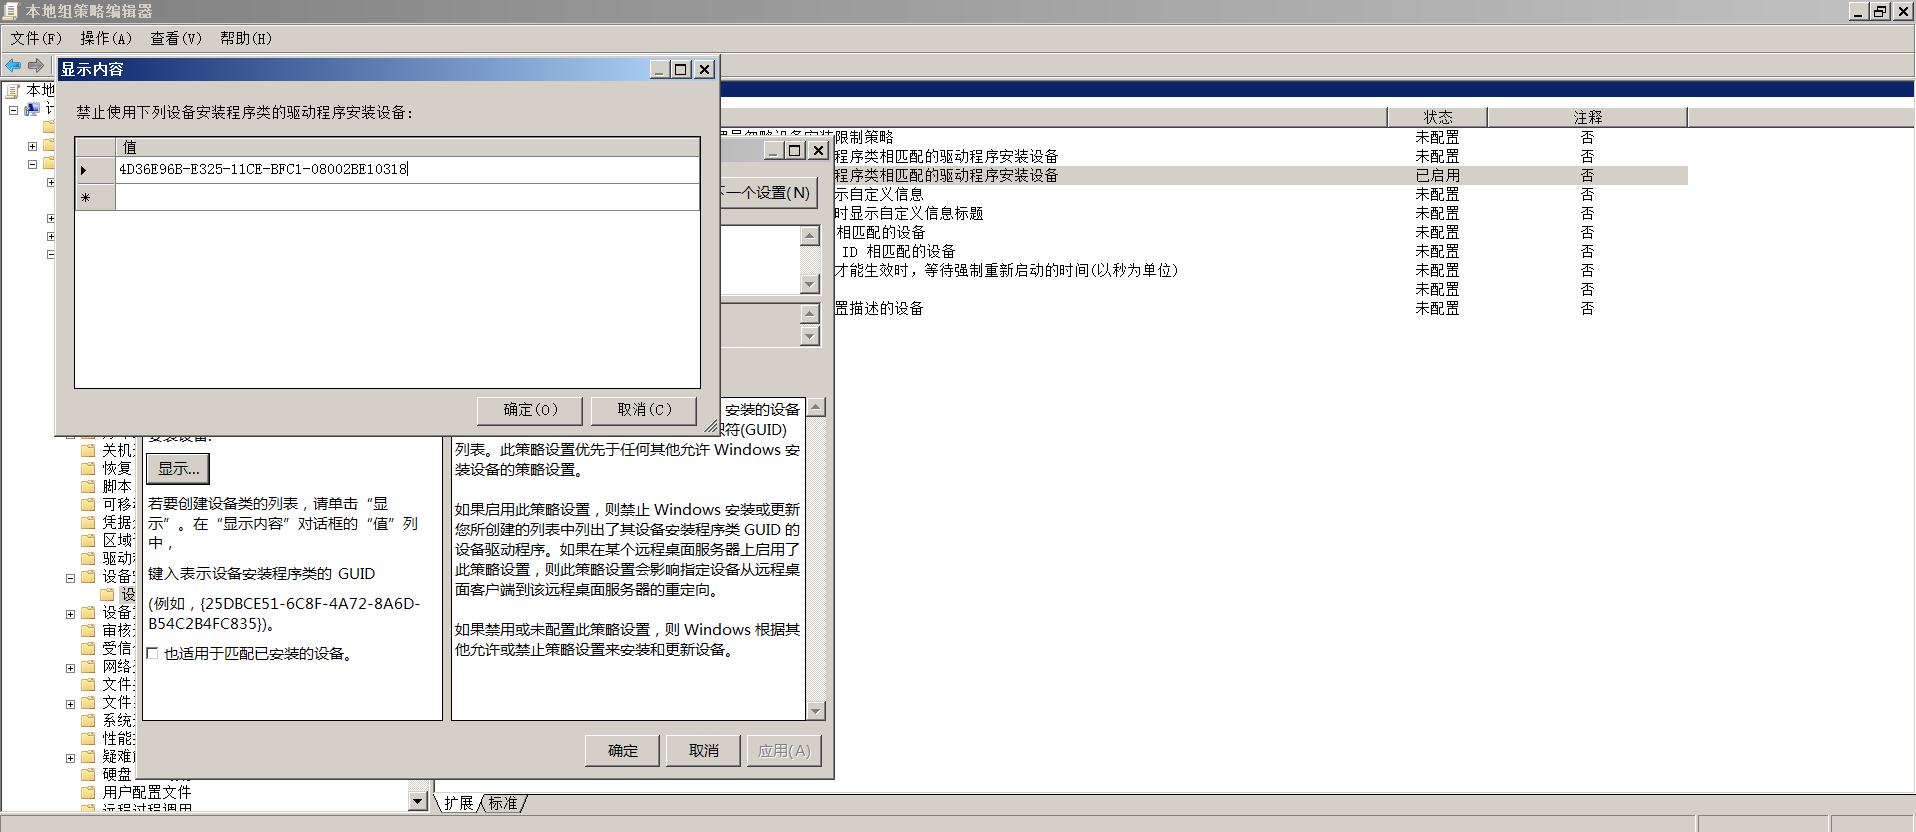 本地组策略编辑器
文件(F) 操作(A) 查看(V) 帮助(H)
显示内容
禁止使用下列设备安装程序类的驱动程序安装设备:
值
4D36E96B-E325-11CE-BFC1-08002BE10318
*
确定(O) 取消(C)
本地
状态 注释
限制策略 未配置 否
程序类相匹配的驱动程序安装设备 未配置 否
程序类相匹配的驱动程序安装设备 已启用 否
示自定义信息 未配置 否
时显示自定义信息标题 未配置 否
相匹配的设备 未配置 否
ID 相匹配的设备 未配置 否
才能生效时，等待强制重新启动的时间(以秒为单位) 未配置 否
未配置 否
置描述的设备 未配置 否
一个设置(N)
安装设备:
显示...
若要创建设备类的列表，请单击“显
示”。在“显示内容”对话框的“值”列
中，
键入表示设备安装程序类的 GUID
(例如，{25DBCE51-6C8F-4A72-8A6D-
B54C2B4FC835})。
也适用于匹配已安装的设备。
安装的设备
符(GUID)
列表。此策略设置优先于任何其他允许 Windows 安
装设备的策略设置。
如果启用此策略设置，则禁止 Windows 安装或更新
您所创建的列表中列出了其设备安装程序类 GUID 的
设备驱动程序。如果在某个远程桌面服务器上启用了
此策略设置，则此策略设置会影响指定设备从远程桌
面客户端到该远程桌面服务器的重定向。
如果禁用或未配置此策略设置，则 Windows 根据其
他允许或禁止策略设置来安装和更新设备。
确定 取消 应用(A)
关机
恢复
脚本
可移
凭据
区域
驱动
设备
设
设备
审核
受信
网络
文件
文件
系统
性能
疑难
硬盘
用户配置文件
远程过程调用
扩展 标准